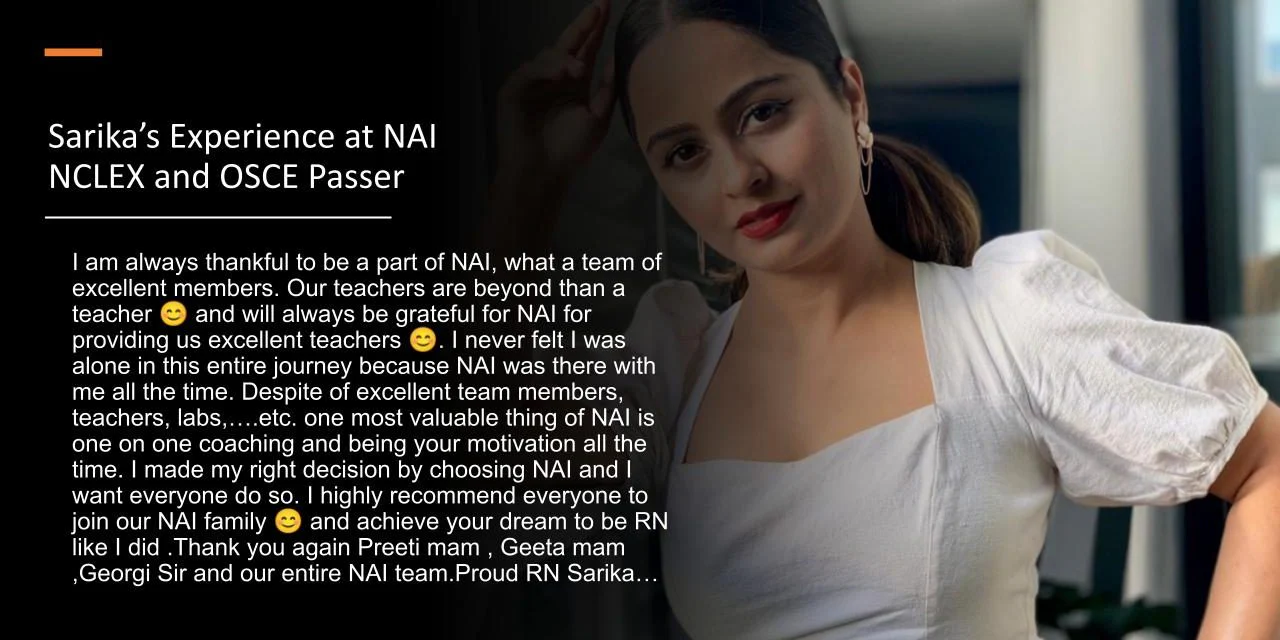 Sarika’s Experience at NAI
NCLEX and OSCE Passer
I am always thankful to be a part of NAI, what a team of
excellent members. Our teachers are beyond than a
teacher 😊 and will always be grateful for NAI for
providing us excellent teachers 😊. I never felt I was
alone in this entire journey because NAI was there with
me all the time. Despite of excellent team members,
teachers, labs,….etc. one most valuable thing of NAI is
one on one coaching and being your motivation all the
time. I made my right decision by choosing NAI and I
want everyone do so. I highly recommend everyone to
join our NAI family 😊 and achieve your dream to be RN
like I did .Thank you again Preeti mam , Geeta mam
,Georgi Sir and our entire NAI team.Proud RN Sarika…